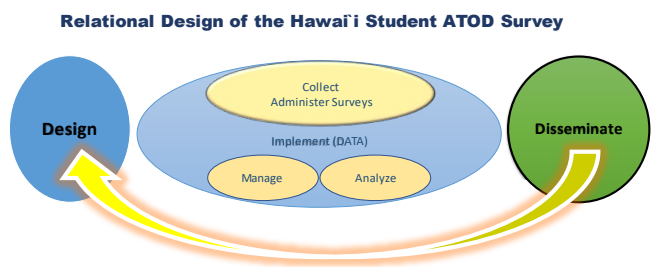 Relational Design of the Hawai`i Student ATOD Survey
Collect
Administer Surveys
Design
Implement (DATA)
Disseminate
Manage
Analyze